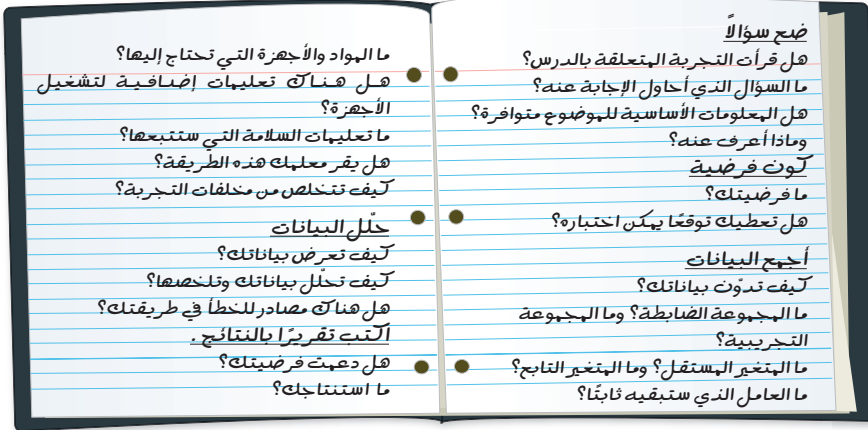 ضع سؤالاً
هل قرأت التجربة المتعلقة بالدرس؟
ما السؤال الذي أحاول الإجابة عنه؟
هل المعلومات الأساسية للموضوع متوافرة؟
وماذا أعرف عنه؟
كون فرضية
ما فرضيتك؟
هل تعطيك توقعًا يمكن اختباره؟
أجمع البيانات
كيف تدوّن بياناتك؟
ما المجموعة الضابطة؟ وما المجموعة
التجريبية؟
ما المتغير المستقل؟ وما المتغير التابع؟
ما العامل الذي ستبقيه ثابتًا؟
ما المواد والأجهزة التي تحتاج إليها؟
هل هناك تعليمات إضافية لتشغيل
الأجهزة؟
ما تعليمات السلامة التي ستتبعها؟
هل يقر معلمك هذه الطريقة؟
كيف تتخلص من مخلفات التجربة؟
حلّل البيانات
كيف تعرض بياناتك؟
كيف تحلّل بياناتك وتلخصها؟
هل هناك مصادر للخطأ في طريقتك؟
اكتب تقريرًا بالنتائج .
هل دعمت فرضيتك؟
ما استنتاجك؟